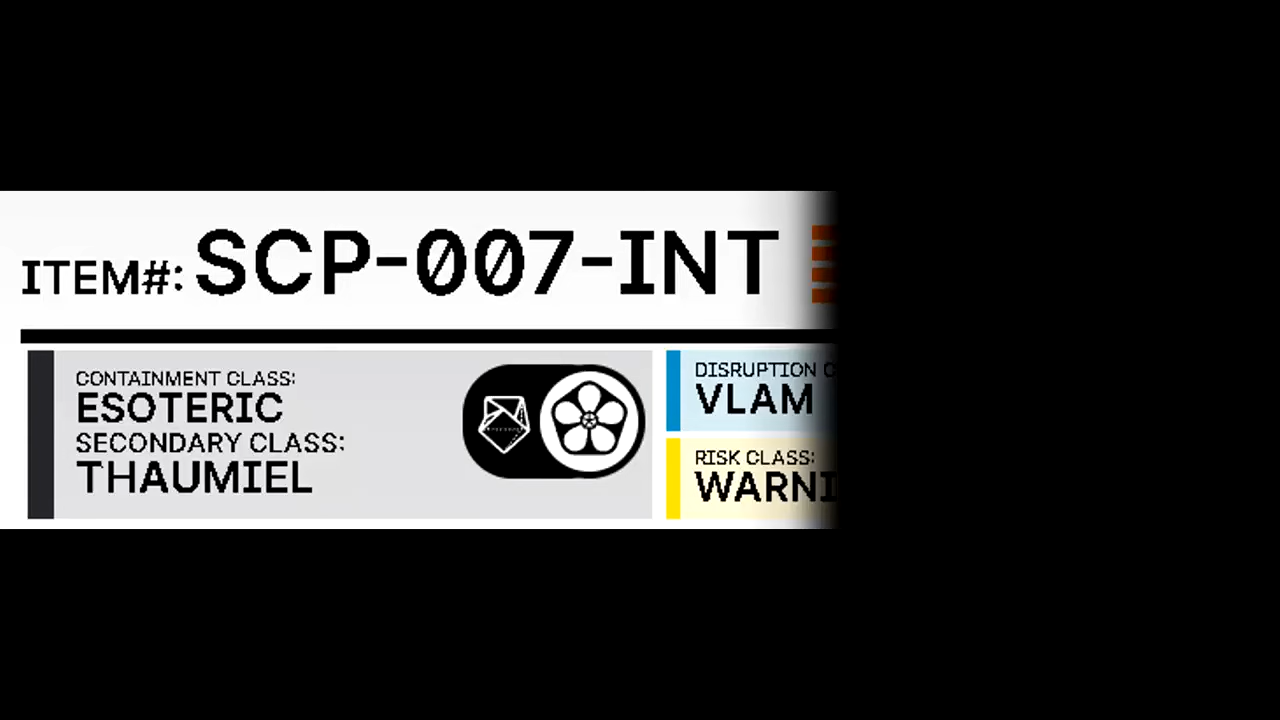 ITEM#: SCP-007-INT
CONTAINMENT CLASS:
ESOTERIC
SECONDARY CLASS:
THAUMIEL
DISRUPTION
VLAM
RISK CLASS: